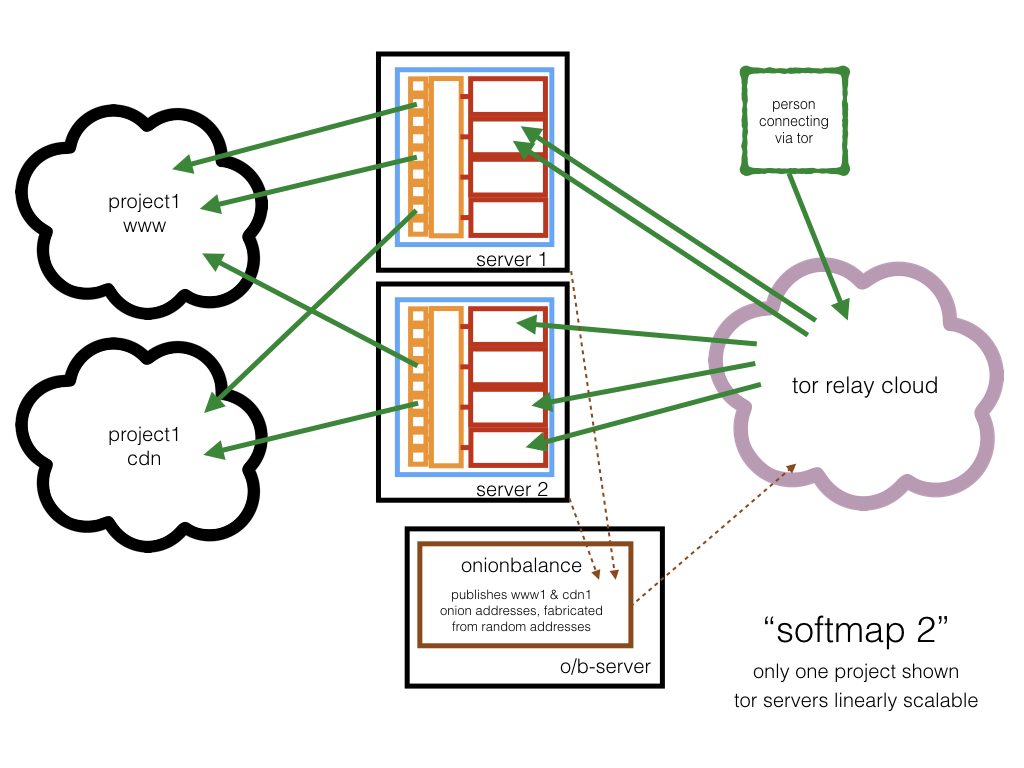 person
connecting
via tor
project1
www
server 1
tor relay cloud
project1
cdn
server 2
onionbalance
publishes www1 & cdn1
onion addresses, fabricated
from random addresses
o/b-server
“softmap 2”
only one project shown
tor servers linearly scalable